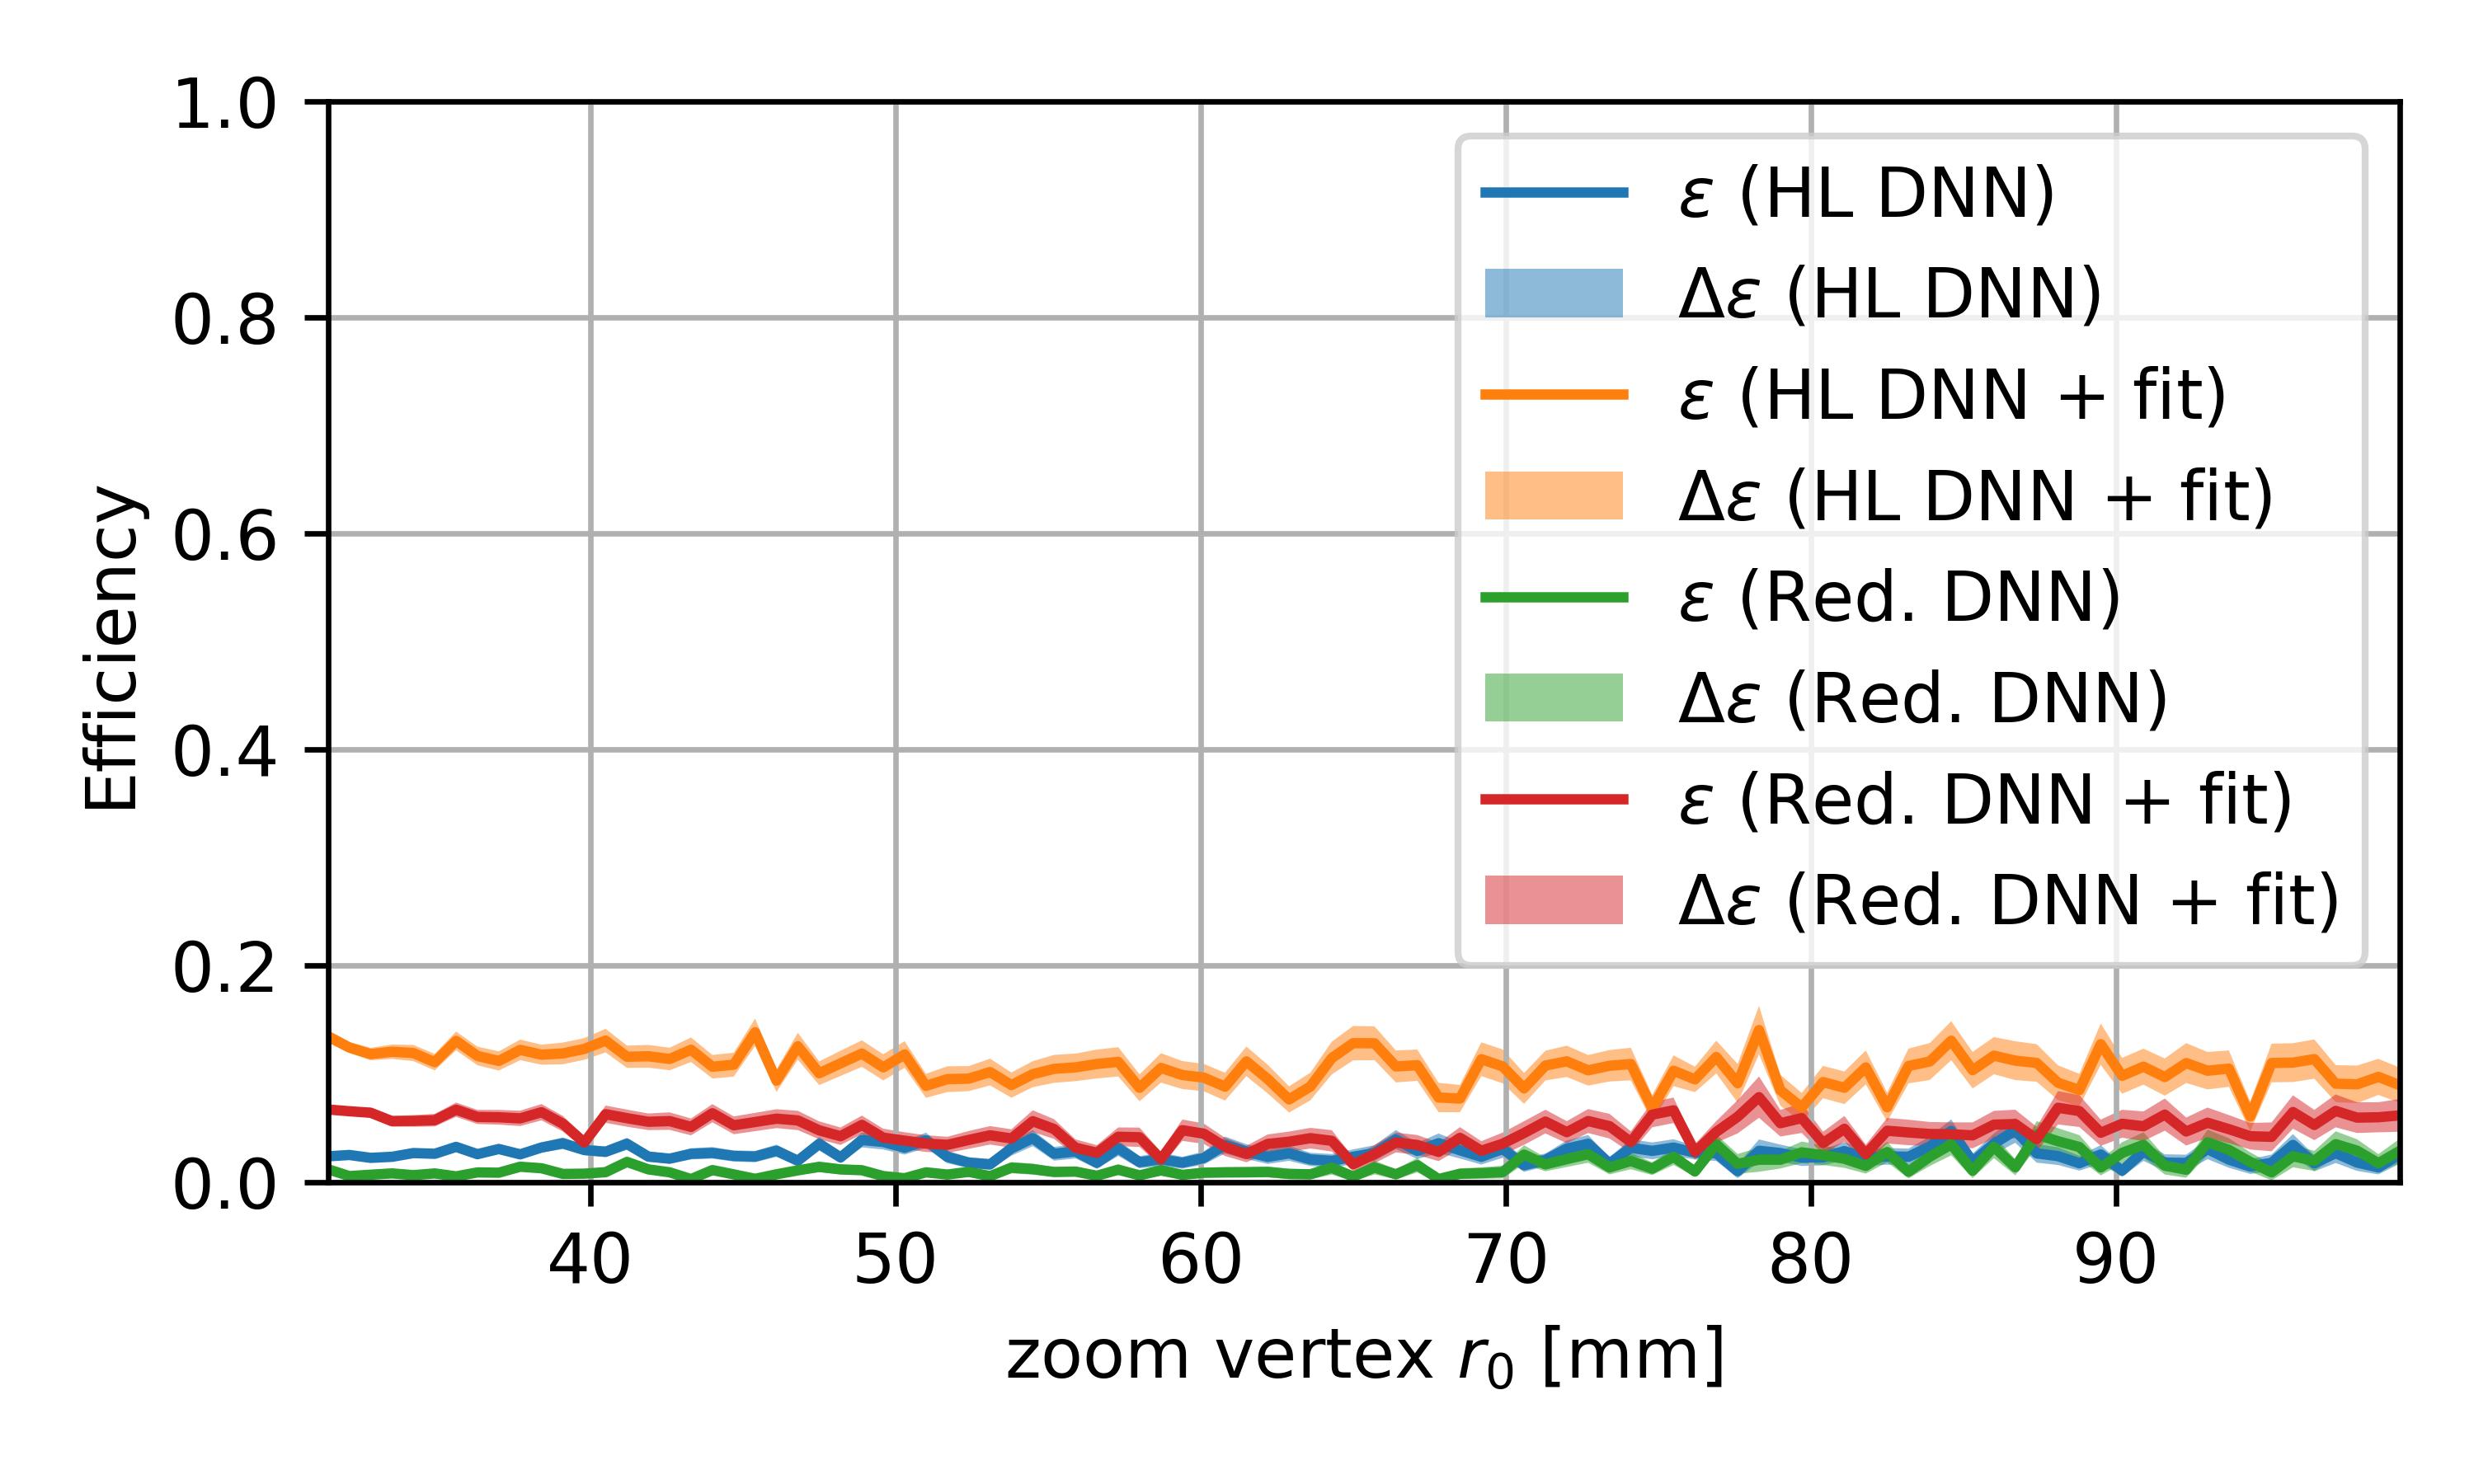 1.0
0.8
0.6
0.4
0.2
0.0
Efficiency
ε (HL DNN)
Δε (HL DNN)
ε (HL DNN + fit)
Δε (HL DNN + fit)
ε (Red. DNN)
Δε (Red. DNN)
ε (Red. DNN + fit)
Δε (Red. DNN + fit)
40 50 60 70 80 90
zoom vertex r₀ [mm]